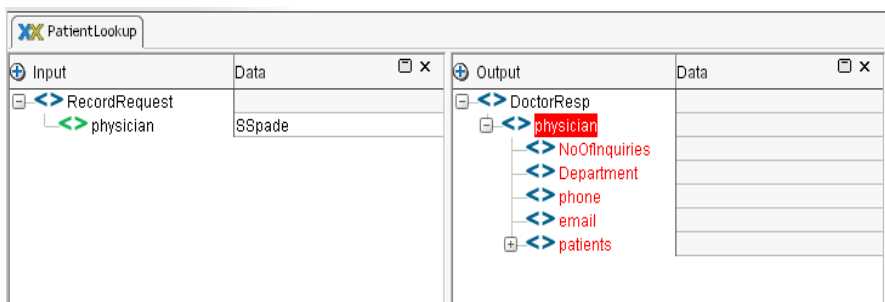 PatientLookup
Input Data
RecordRequest
physician SSpade
Output Data
DoctorResp
physician
NoOfInquiries
Department
phone
email
patients